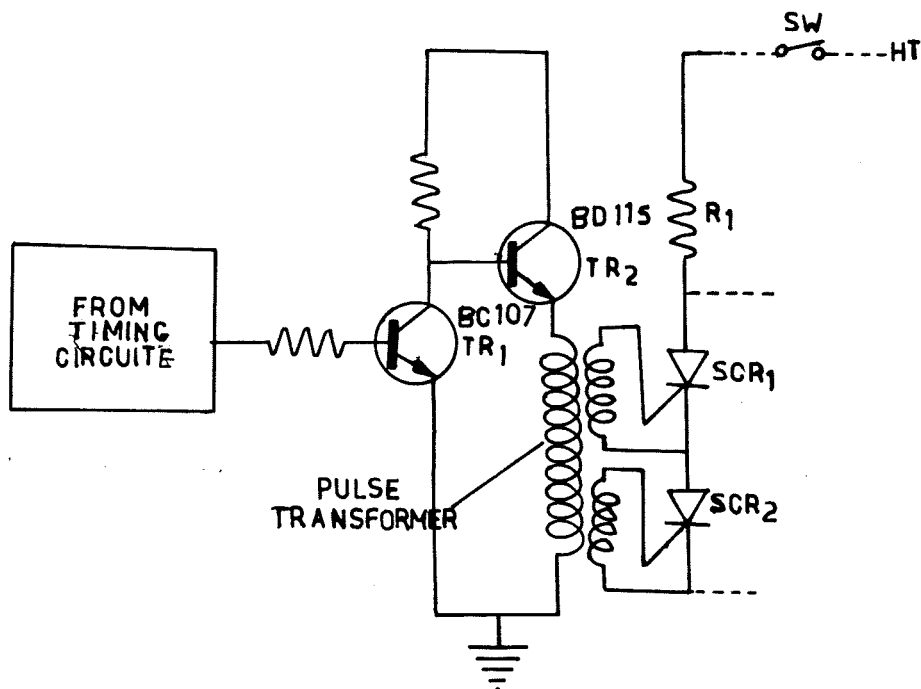 SW
HT
R1
BD115
TR2
FROM
TIMING
CIRCUITE
BC107
TR1
SCR1
PULSE
TRANSFORMER
SCR2